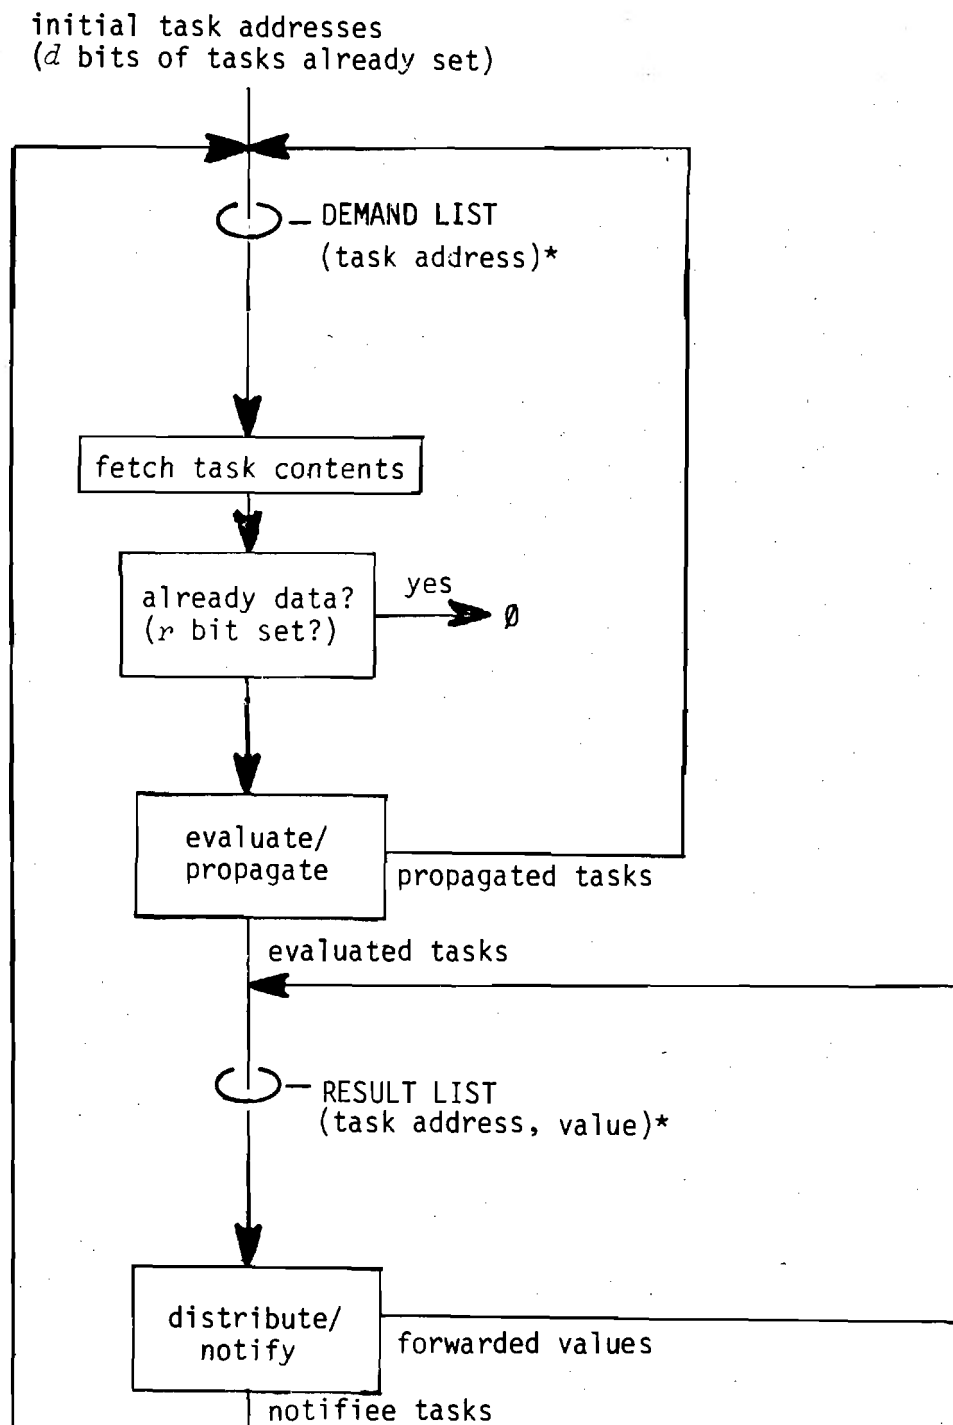 initial task addresses
(d bits of tasks already set)
DEMAND LIST
(task address)*
fetch task contents
already data?
(r bit set?)
yes
Ø
evaluate/
propagate
propagated tasks
evaluated tasks
RESULT LIST
(task address, value)*
distribute/
notify
forwarded values
notifiee tasks